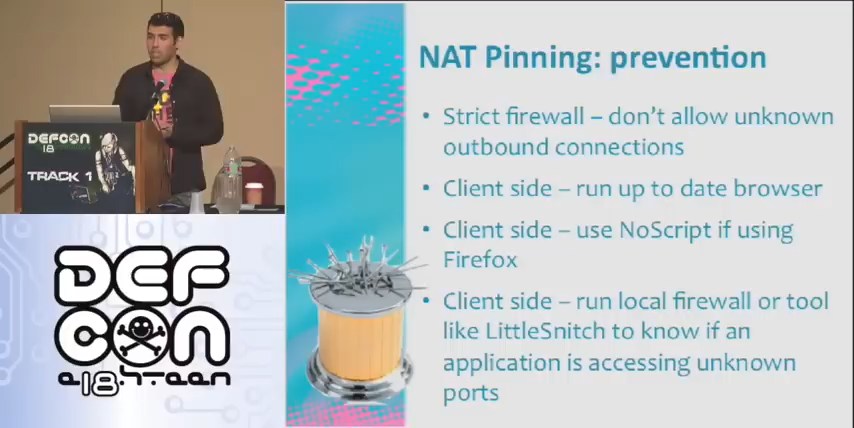 DEFCON
18
TRACK 1
DEF
CON
e18hteen
NAT Pinning: prevention
• Strict firewall – don't allow unknown
outbound connections
• Client side – run up to date browser
• Client side – use NoScript if using
Firefox
• Client side – run local firewall or tool
like LittleSnitch to know if an
application is accessing unknown
ports